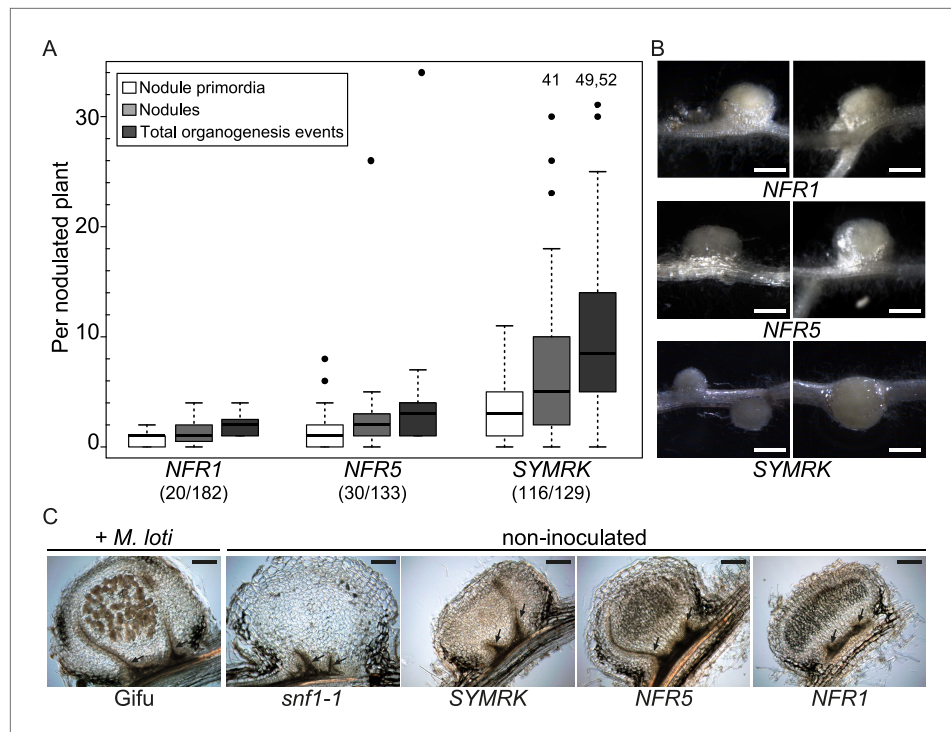 A
B
Per nodulated plant
30
20
10
0
Nodule primordia
Nodules
Total organogenesis events
41
49,52
NFR1
NFR5
SYMRK
(20/182)
(30/133)
(116/129)
NFR1
NFR5
SYMRK
C
+ M. loti
non-inoculated
Gifu
snf1-1
SYMRK
NFR5
NFR1